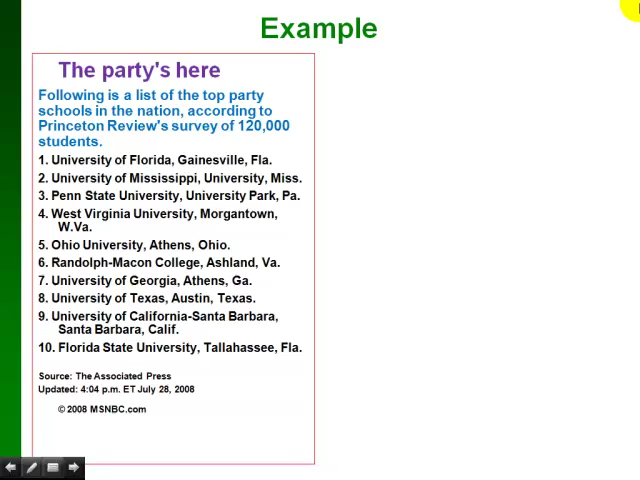 Example
The party's here
Following is a list of the top party
schools in the nation, according to
Princeton Review's survey of 120,000
students.
1. University of Florida, Gainesville, Fla.
2. University of Mississippi, University, Miss.
3. Penn State University, University Park, Pa.
4. West Virginia University, Morgantown,
W.Va.
5. Ohio University, Athens, Ohio.
6. Randolph-Macon College, Ashland, Va.
7. University of Georgia, Athens, Ga.
8. University of Texas, Austin, Texas.
9. University of California-Santa Barbara,
Santa Barbara, Calif.
10. Florida State University, Tallahassee, Fla.
Source: The Associated Press
Updated: 4:04 p.m. ET July 28, 2008
© 2008 MSNBC.com